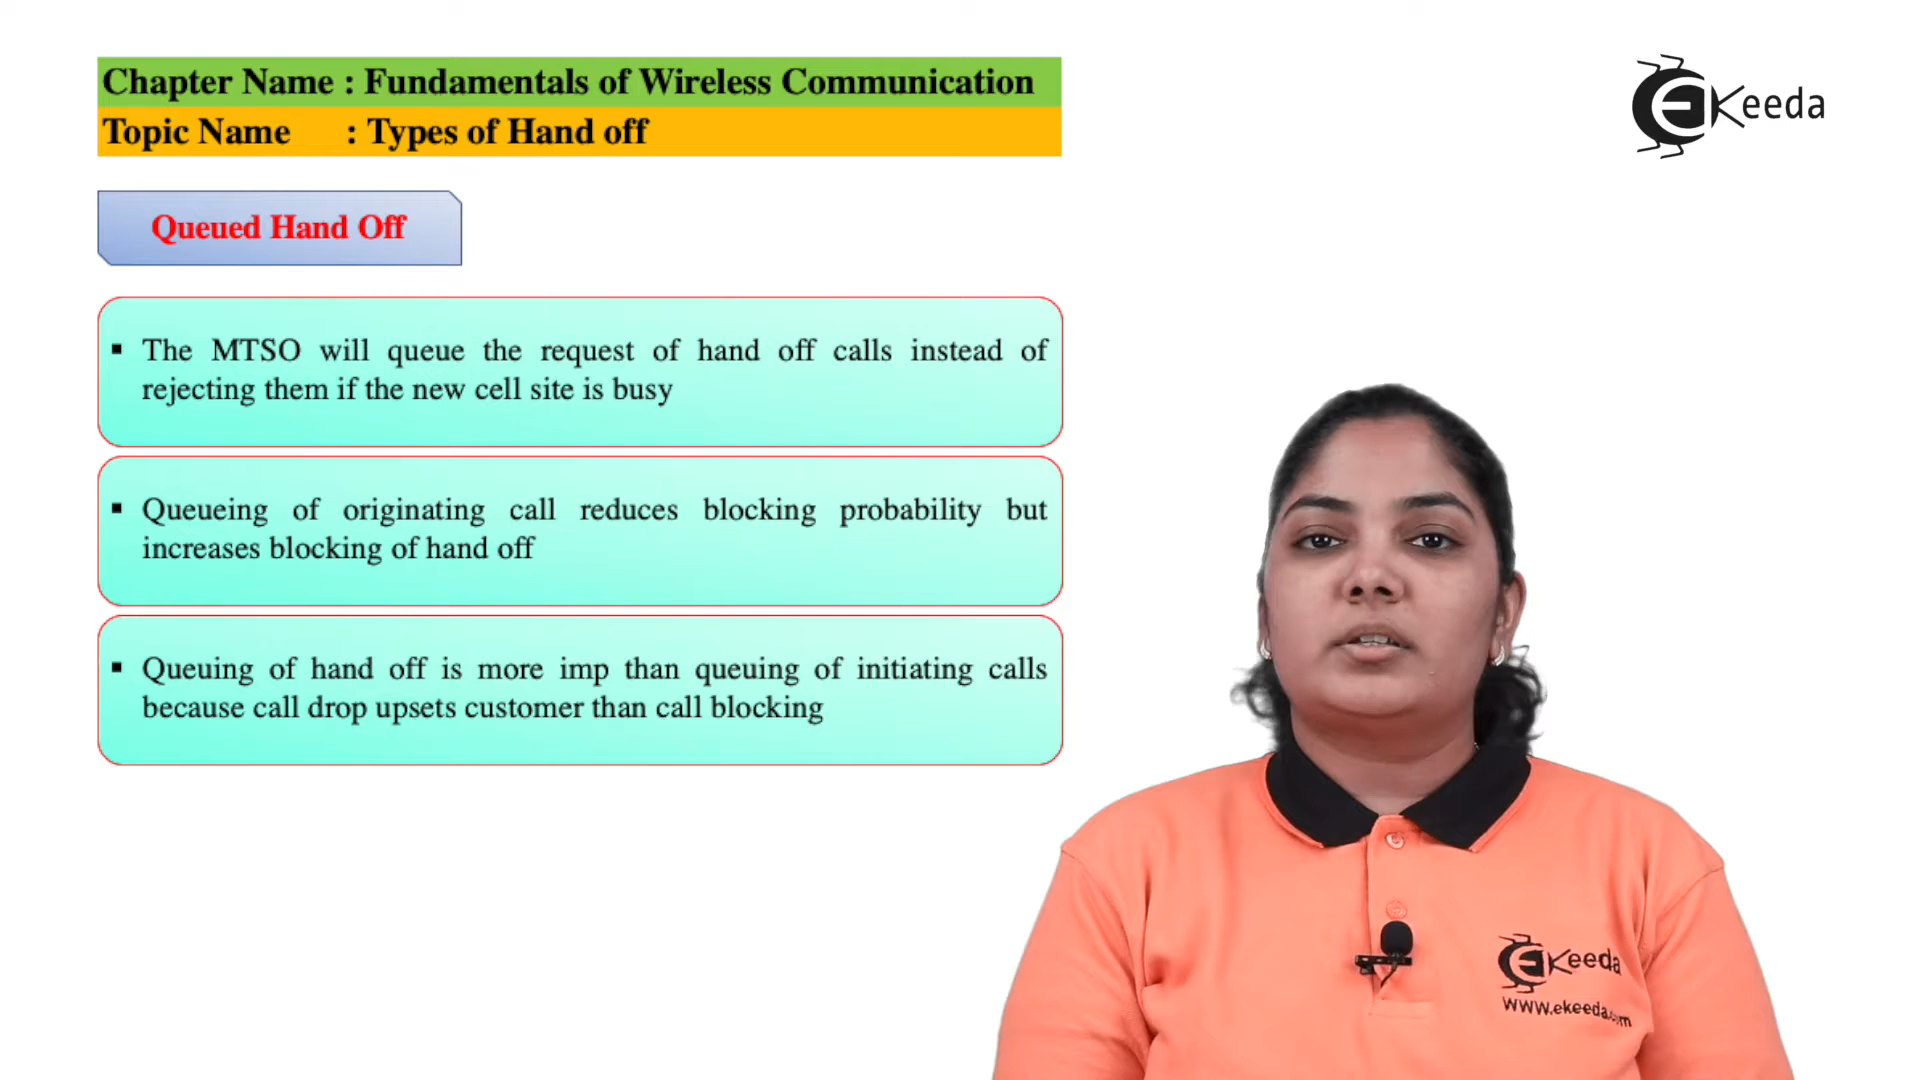 Chapter Name : Fundamentals of Wireless Communication
Topic Name : Types of Hand off
EKeeda
Queued Hand Off
▪ The MTSO will queue the request of hand off calls instead of
rejecting them if the new cell site is busy
▪ Queueing of originating call reduces blocking probability but
increases blocking of hand off
▪ Queuing of hand off is more imp than queuing of initiating calls
because call drop upsets customer than call blocking
EKeeda
WWW.ekeeda.com